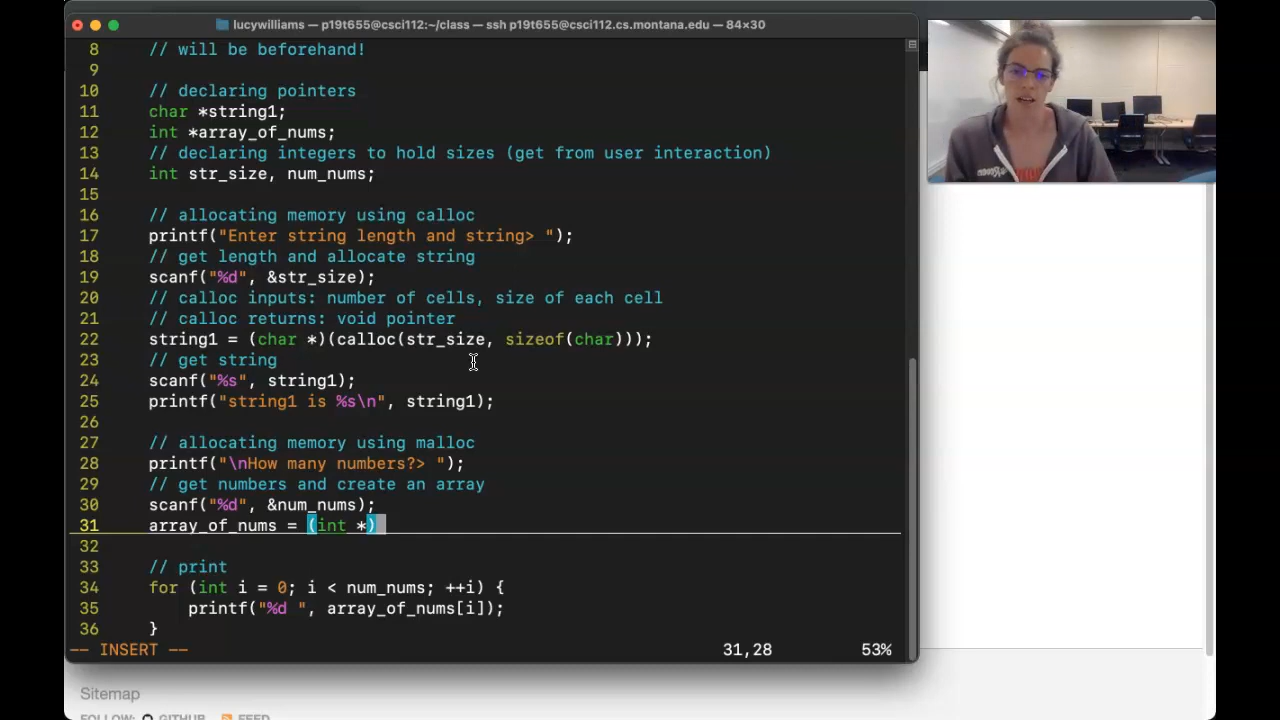 lucywilliams — p19t655@csci112:~/class — ssh p19t655@csci112.cs.montana.edu — 84×30
8 // will be beforehand!
9
10 // declaring pointers
11 char *string1;
12 int *array_of_nums;
13 // declaring integers to hold sizes (get from user interaction)
14 int str_size, num_nums;
15
16 // allocating memory using calloc
17 printf("Enter string length and string> ");
18 // get length and allocate string
19 scanf("%d", &str_size);
20 // calloc inputs: number of cells, size of each cell
21 // calloc returns: void pointer
22 string1 = (char *)(calloc(str_size, sizeof(char)));
23 // get string
24 scanf("%s", string1);
25 printf("string1 is %s\n", string1);
26
27 // allocating memory using malloc
28 printf("\nHow many numbers?> ");
29 // get numbers and create an array
30 scanf("%d", &num_nums);
31 array_of_nums = (int *)
32
33 // print
34 for (int i = 0; i < num_nums; ++i) {
35 printf("%d ", array_of_nums[i]);
36 }
-- INSERT -- 31,28 53%
Sitemap
FOLLOW: GITHUB FEED